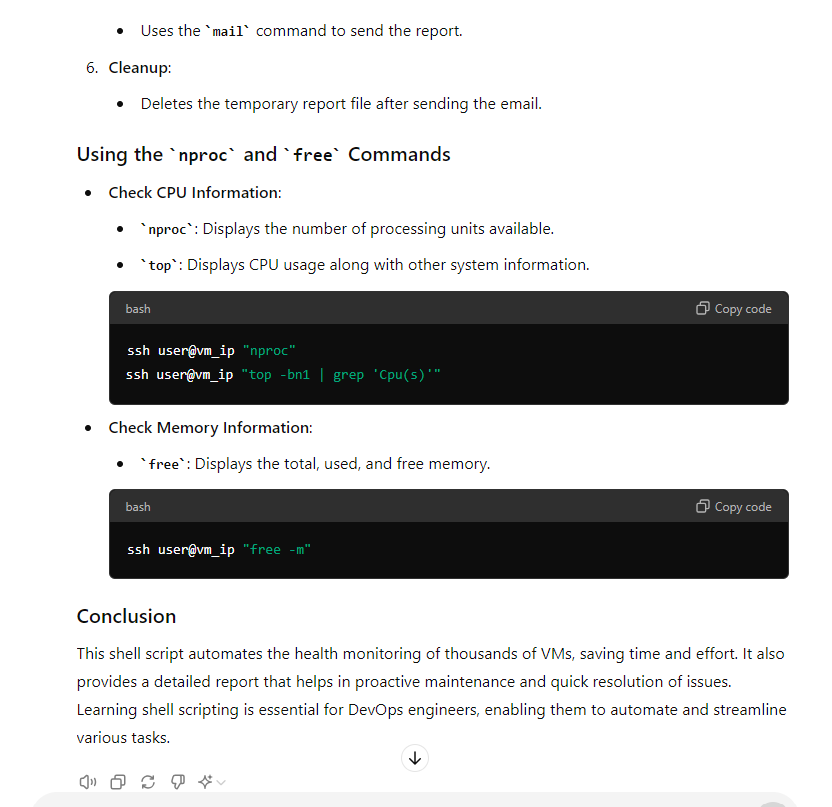 • Uses the `mail` command to send the report.
6. Cleanup:
• Deletes the temporary report file after sending the email.
Using the `nproc` and `free` Commands
• Check CPU Information:
• `nproc`: Displays the number of processing units available.
• `top`: Displays CPU usage along with other system information.
bash
Copy code
ssh user@vm_ip "nproc"
ssh user@vm_ip "top -bn1 | grep 'Cpu(s)'"
• Check Memory Information:
• `free`: Displays the total, used, and free memory.
bash
Copy code
ssh user@vm_ip "free -m"
Conclusion
This shell script automates the health monitoring of thousands of VMs, saving time and effort. It also
provides a detailed report that helps in proactive maintenance and quick resolution of issues.
Learning shell scripting is essential for DevOps engineers, enabling them to automate and streamline
various tasks.